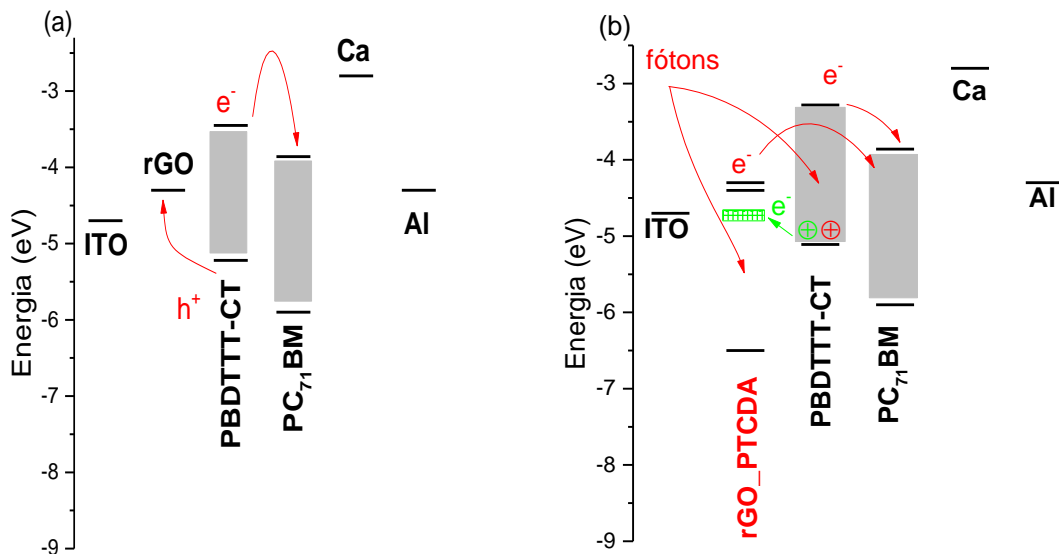 (a)
Energia (eV)
-3
-4
-5
-6
-7
-8
-9
ITO
rGO
h+
e-
PBDTTT-CT
PC71BM
Ca
Al
(b)
Energia (eV)
-3
-4
-5
-6
-7
-8
-9
fótons
ITO
e-
e-
e-
rGO_PTCDA
PBDTTT-CT
PC71BM
Ca
Al